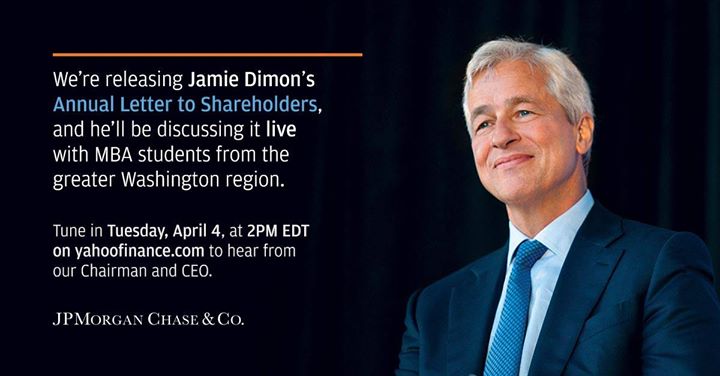 We’re releasing Jamie Dimon’s
Annual Letter to Shareholders,
and he’ll be discussing it live
with MBA students from the
greater Washington region.
Tune in Tuesday, April 4, at 2PM EDT
on yahoofinance.com to hear from
our Chairman and CEO.
JPMORGAN CHASE & CO.